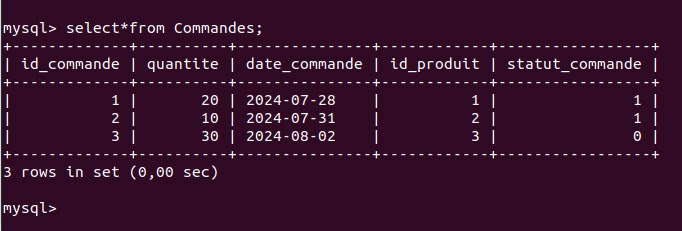 mysql> select*from Commandes;
+-------------+----------+---------------+------------+-----------------+
| id_commande | quantite | date_commande | id_produit | statut_commande |
+-------------+----------+---------------+------------+-----------------+
|           1 |       20 | 2024-07-28    |          1 |               1 |
|           2 |       10 | 2024-07-31    |          2 |               1 |
|           3 |       30 | 2024-08-02    |          3 |               0 |
+-------------+----------+---------------+------------+-----------------+
3 rows in set (0,00 sec)
mysql>